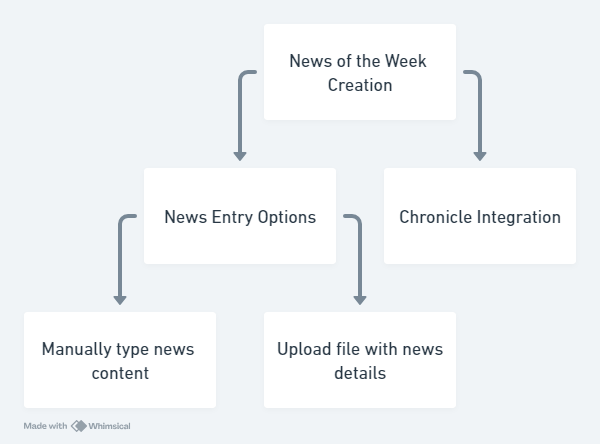 News of the Week
Creation
News Entry Options
Chronicle Integration
Manually type news
content
Upload file with news
details
Made with Whimsical